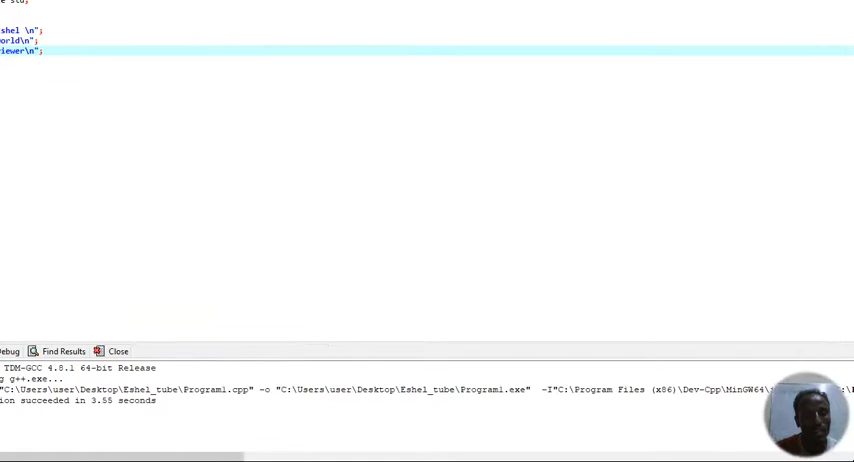 e std;
shel \n";
world\n";
iewer\n";
Debug Find Results Close
TDM-GCC 4.8.1 64-bit Release
g g++.exe...
"C:\Users\user\Desktop\Eshel_tube\Program1.cpp" -o "C:\Users\user\Desktop\Eshel_tube\Program1.exe" -I"C:\Program Files (x86)\Dev-Cpp\MinGW64\
ion succeeded in 3.55 seconds